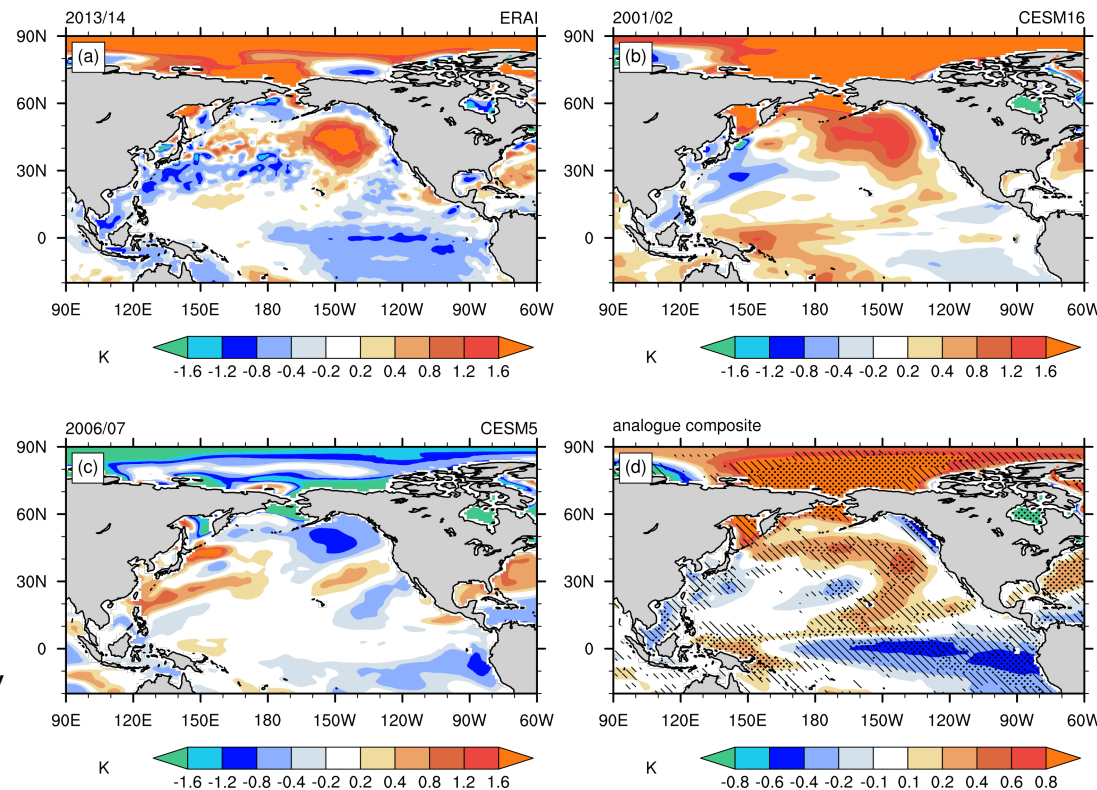 2013/14 ERAI
(a)
90N
60N
30N
0
90E 120E 150E 180 150W 120W 90W 60W
K
-1.6 -1.2 -0.8 -0.4 -0.2 0.2 0.4 0.8 1.2 1.6
2001/02 CESM16
(b)
90N
60N
30N
0
90E 120E 150E 180 150W 120W 90W 60W
K
-1.6 -1.2 -0.8 -0.4 -0.2 0.2 0.4 0.8 1.2 1.6
2006/07 CESM5
(c)
90N
60N
30N
0
90E 120E 150E 180 150W 120W 90W 60W
K
-1.6 -1.2 -0.8 -0.4 -0.2 0.2 0.4 0.8 1.2 1.6
analogue composite
(d)
90N
60N
30N
0
90E 120E 150E 180 150W 120W 90W 60W
K
-0.8 -0.6 -0.4 -0.2 -0.1 0.1 0.2 0.4 0.6 0.8